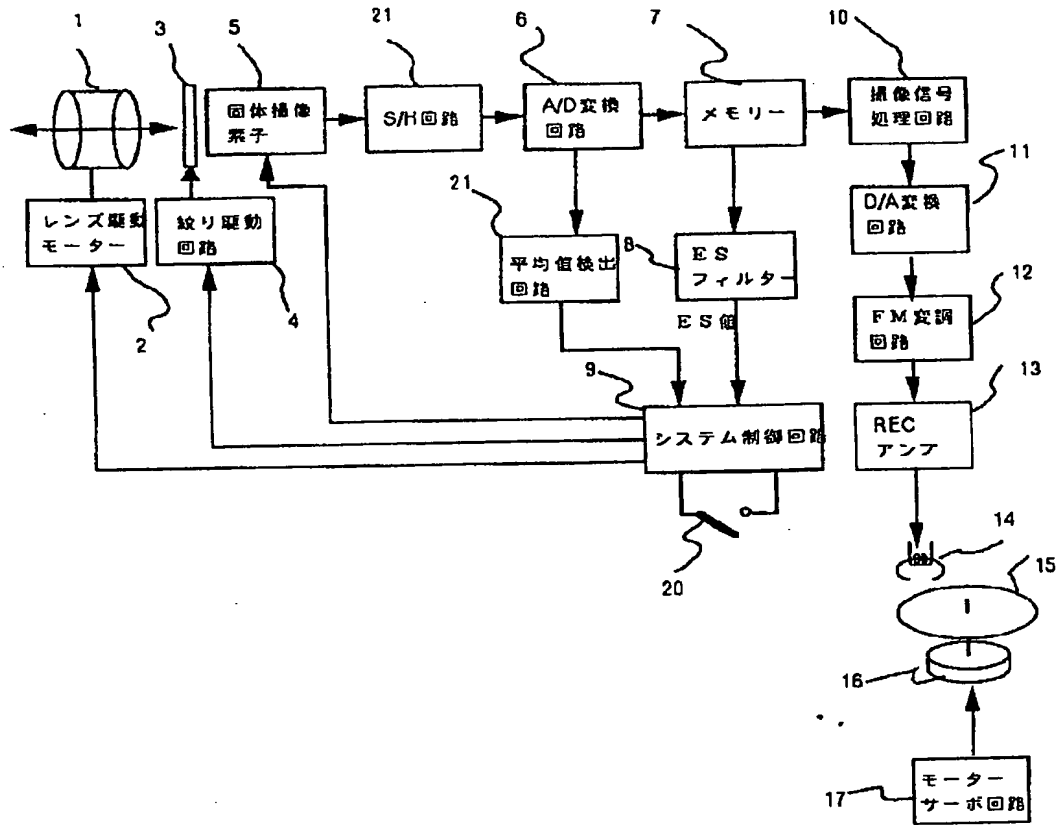 1
3
5
21
6
7
10
固体撮像
素子
S/H回路
A/D変換
回路
メモリー
撮像信号
処理回路
11
レンズ駆動
モーター
絞り駆動
回路
21
平均値検出
回路
8
ES
フィルター
D/A変換
回路
2
4
ES値
12
FM変調
回路
9
13
システム制御回路
REC
アンプ
20
14
15
16
17
モーター
サーボ回路